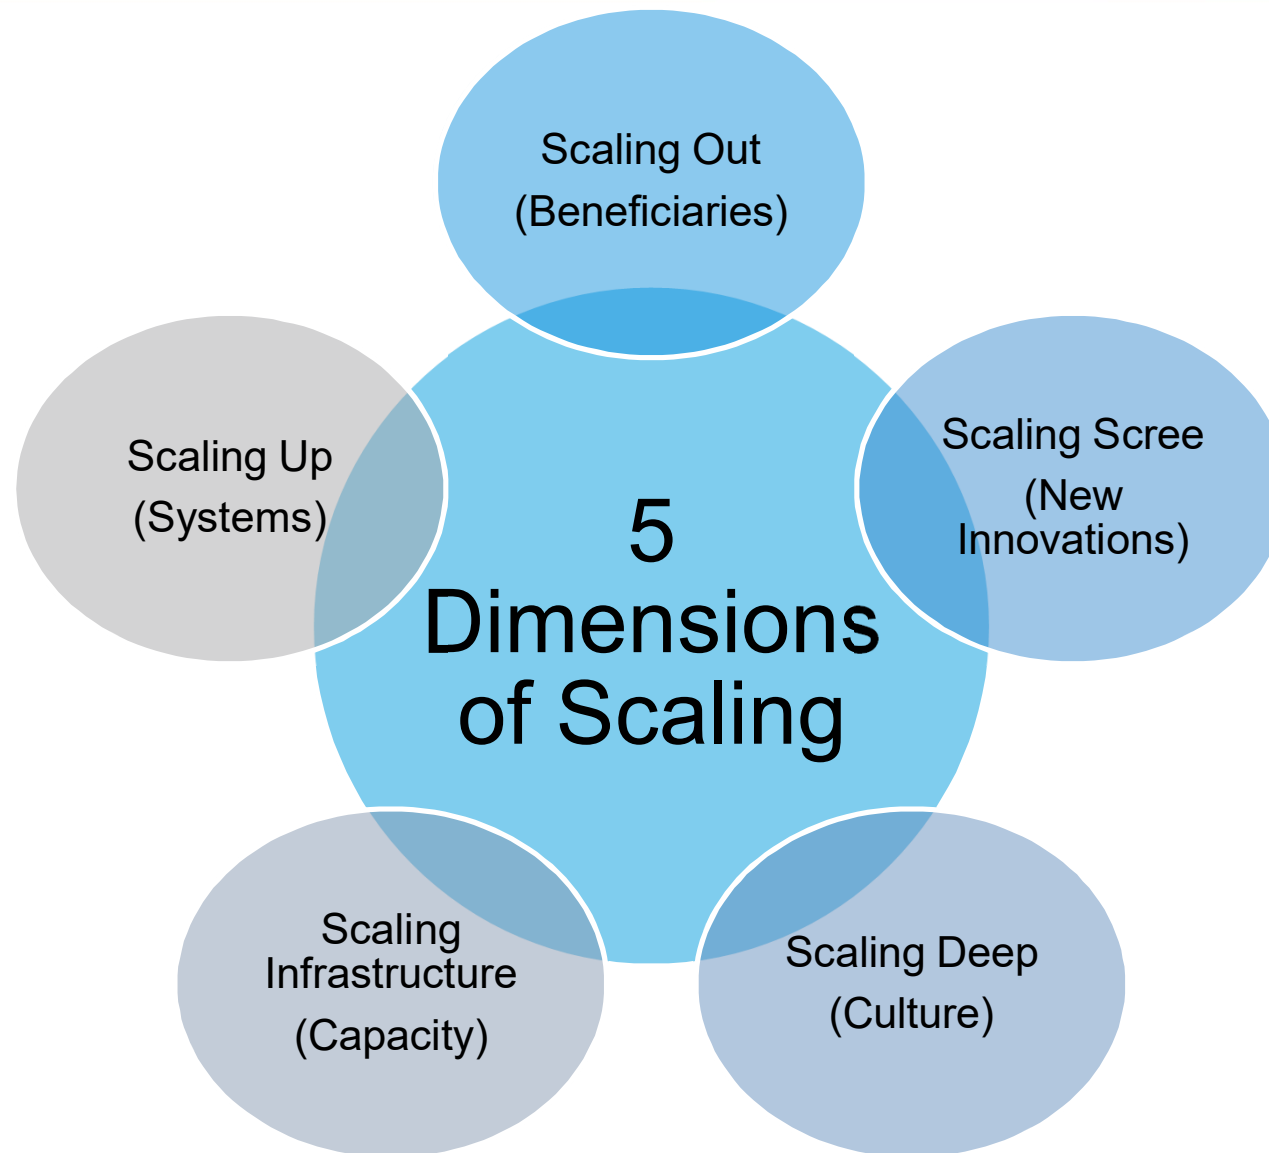 Scaling Out
(Beneficiaries)
Scaling Up
(Systems)
Scaling Scree
(New
Innovations)
5
Dimensions
of Scaling
Scaling
Infrastructure
(Capacity)
Scaling Deep
(Culture)